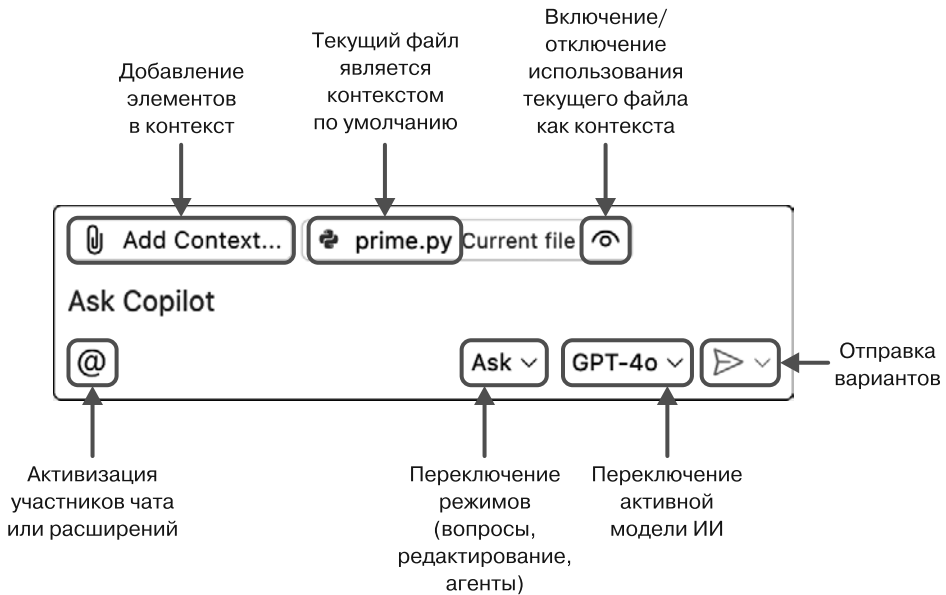 Добавление
элементов
в контекст
Текущий файл
является
контекстом
по умолчанию
Включение/
отключение
использования
текущего файла
как контекста
Add Context...
prime.py
Current file
Ask Copilot
@
Ask
GPT-4o
Отправка
вариантов
Активизация
участников чата
или расширений
Переключение
режимов
(вопросы,
редактирование,
агенты)
Переключение
активной
модели ИИ